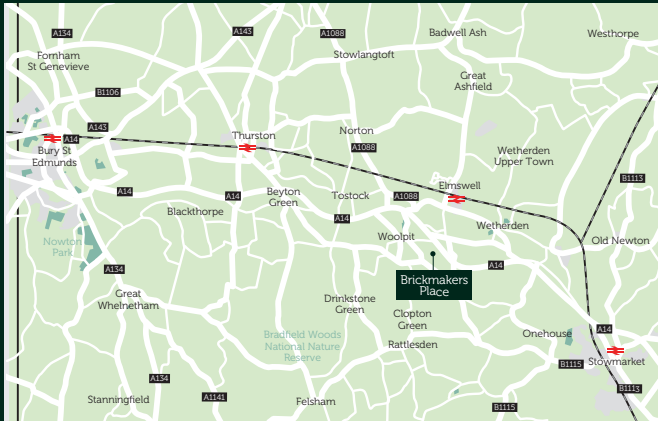 A134
A143
A1088
Badwell Ash
Westhorpe
Fornham
St Genevieve
Stowlangtoft
Great
Ashfield
B1106
A143
A14
Thurston
Norton
A1088
Bury St
Edmunds
Wetherden
Upper Town
B1113
A14
A14
Beyton
Green
Tostock
A1088
Elmswell
Blackthorpe
A14
Woolpit
Wetherden
Old Newton
Nowton
Park
A134
A14
Brickmakers
Place
Great
Whelnetham
Drinkstone
Green
Clopton
Green
Bradfield Woods
National Nature
Reserve
Rattlesden
Onehouse
A14
Stowmarket
B1115
A134
A1141
B1113
Stanningfield
Felsham
B1115